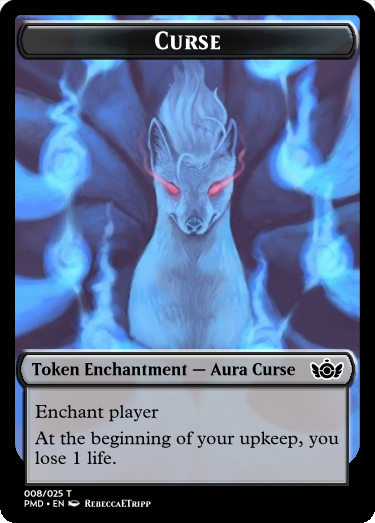 Curse
Token Enchantment — Aura Curse
Enchant player
At the beginning of your upkeep, you
lose 1 life.
008/025 T
PMD • EN RebeccaETripp